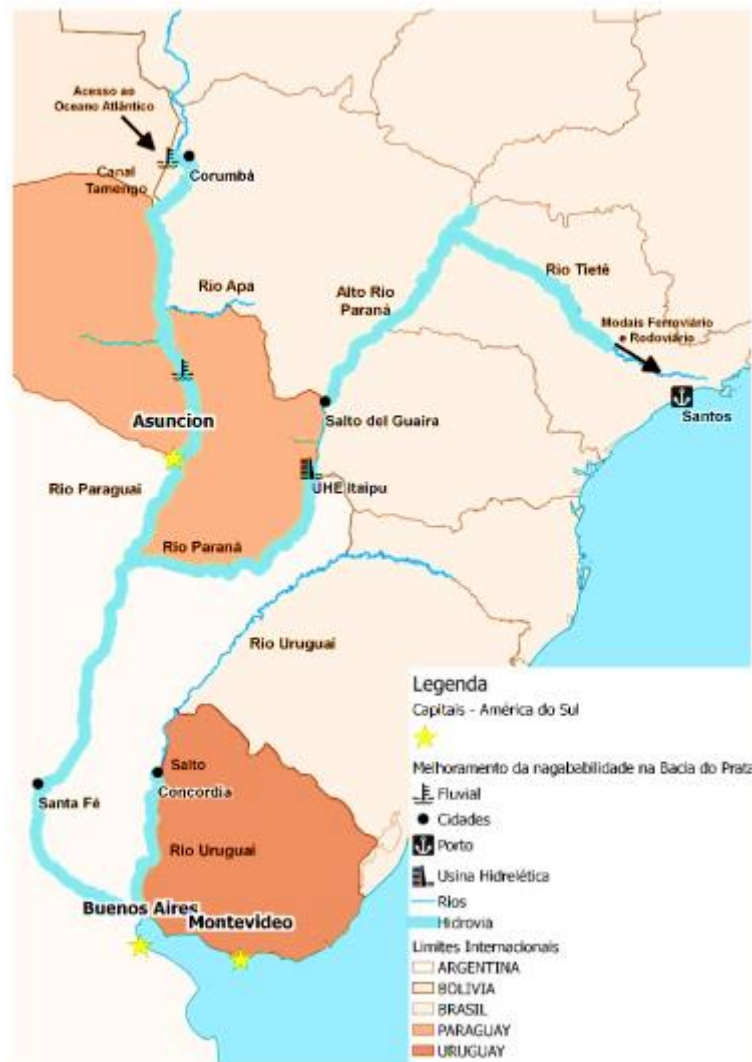 Acesso ao
Oceano Atlântico
Canal
Tamengo
Corumbá
Rio Apa
Alto Rio
Paraná
Rio Tietê
Modais Ferroviário
e Rodoviário
Santos
Asuncion
Salto del Guaira
UHE Itaipu
Rio Paraguai
Rio Paraná
Rio Uruguai
Salto
Concordia
Santa Fé
Rio Uruguai
Buenos Aires
Montevideo
Legenda
Capitais - América do Sul
Melhoramento da nagababilidade na Bacia do Prata
Fluvial
Cidades
Porto
Usina Hidrelética
Rios
Hidrovia
Limites Internacionais
ARGENTINA
BOLIVIA
BRASIL
PARAGUAY
URUGUAY